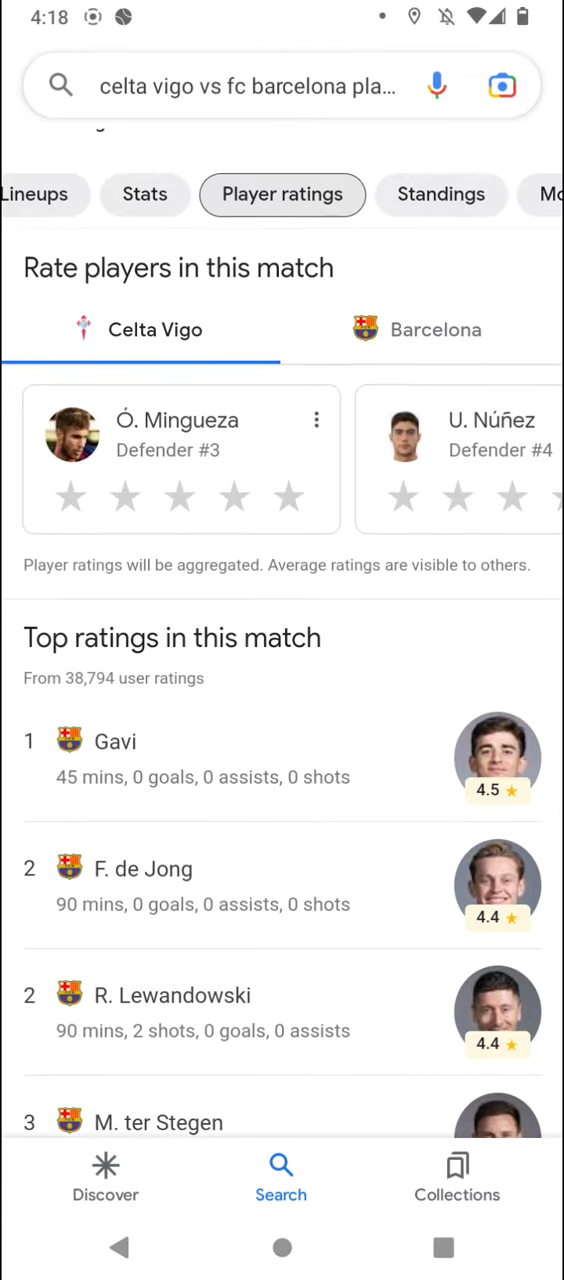 4:18
celta vigo vs fc barcelona pla...
Lineups
Stats
Player ratings
Standings
Rate players in this match
Celta Vigo
Barcelona
Ó. Mingueza
Defender #3
U. Núñez
Defender #4
Player ratings will be aggregated. Average ratings are visible to others.
Top ratings in this match
From 38,794 user ratings
1 Gavi
45 mins, 0 goals, 0 assists, 0 shots
4.5
2 F. de Jong
90 mins, 0 goals, 0 assists, 0 shots
4.4
2 R. Lewandowski
90 mins, 2 shots, 0 goals, 0 assists
4.4
3 M. ter Stegen
Discover
Search
Collections